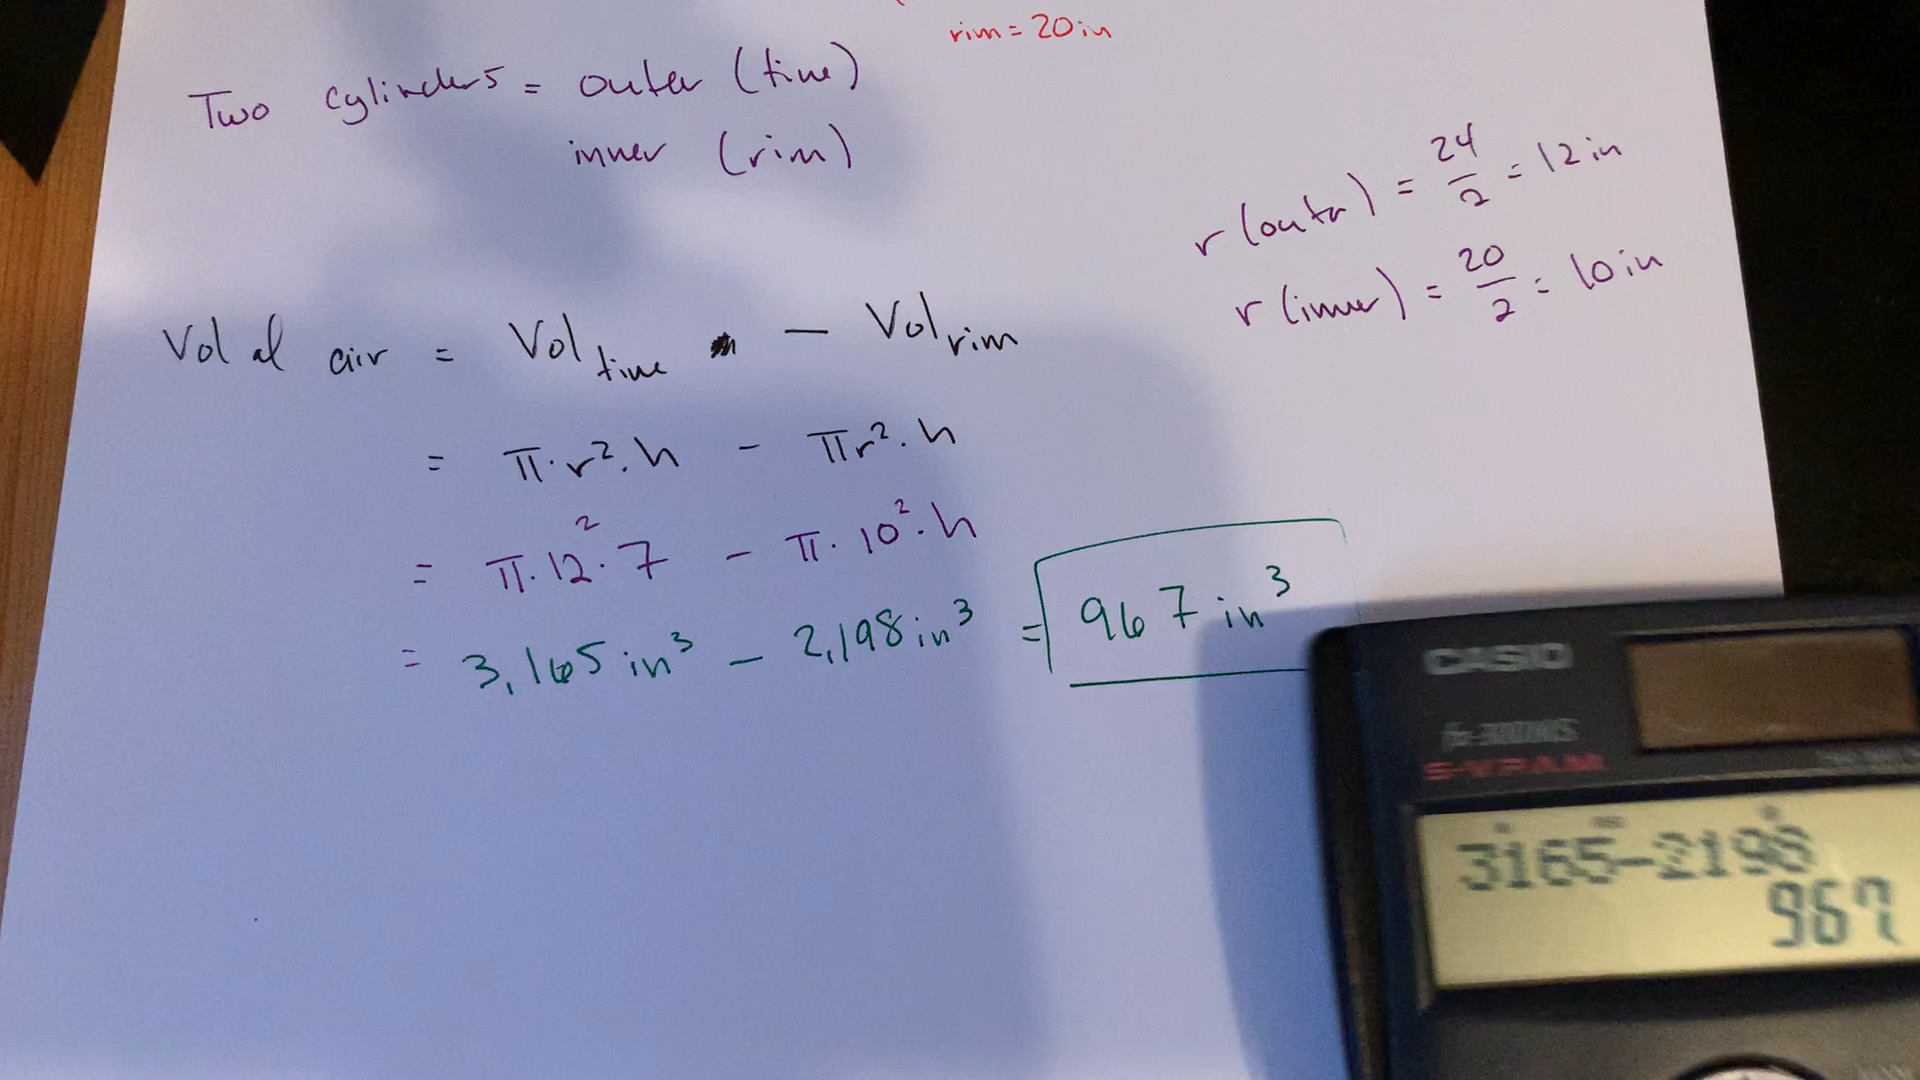 rim = 20in
Two cylinders = outer (tire)
inner (rim)
r (outer) = 24/2 = 12 in
r (inner) = 20/2 = 10 in
Vol of air = Vol tire — Vol rim
= π·r²·h - πr²·h
= π·12²·7 - π·10²·h
= 3,165 in³ - 2,198 in³ = 967 in³
CASIO
S-V.P.A.M.
3165-2198
967